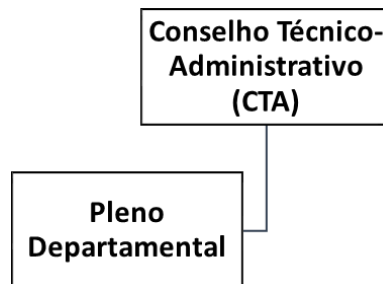 Conselho Técnico-
Administrativo
(CTA)
Pleno
Departamental